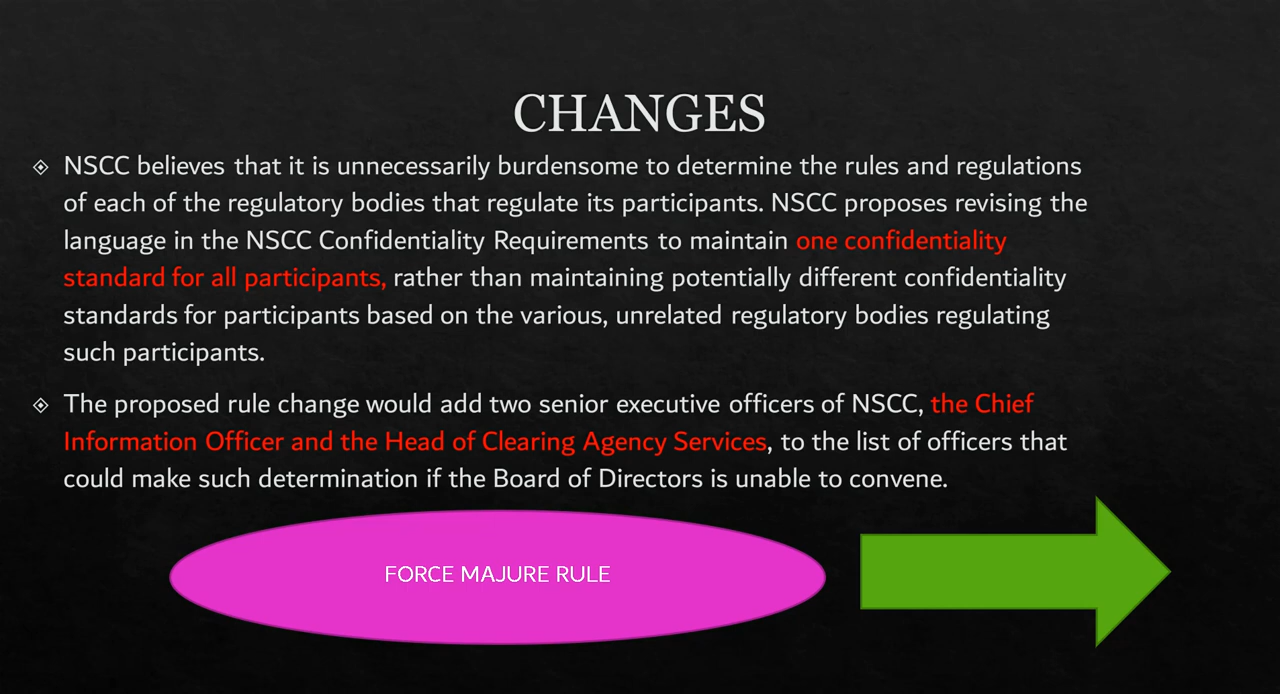 CHANGES
NSCC believes that it is unnecessarily burdensome to determine the rules and regulations
of each of the regulatory bodies that regulate its participants. NSCC proposes revising the
language in the NSCC Confidentiality Requirements to maintain one confidentiality
standard for all participants, rather than maintaining potentially different confidentiality
standards for participants based on the various, unrelated regulatory bodies regulating
such participants.
The proposed rule change would add two senior executive officers of NSCC, the Chief
Information Officer and the Head of Clearing Agency Services, to the list of officers that
could make such determination if the Board of Directors is unable to convene.
FORCE MAJURE RULE